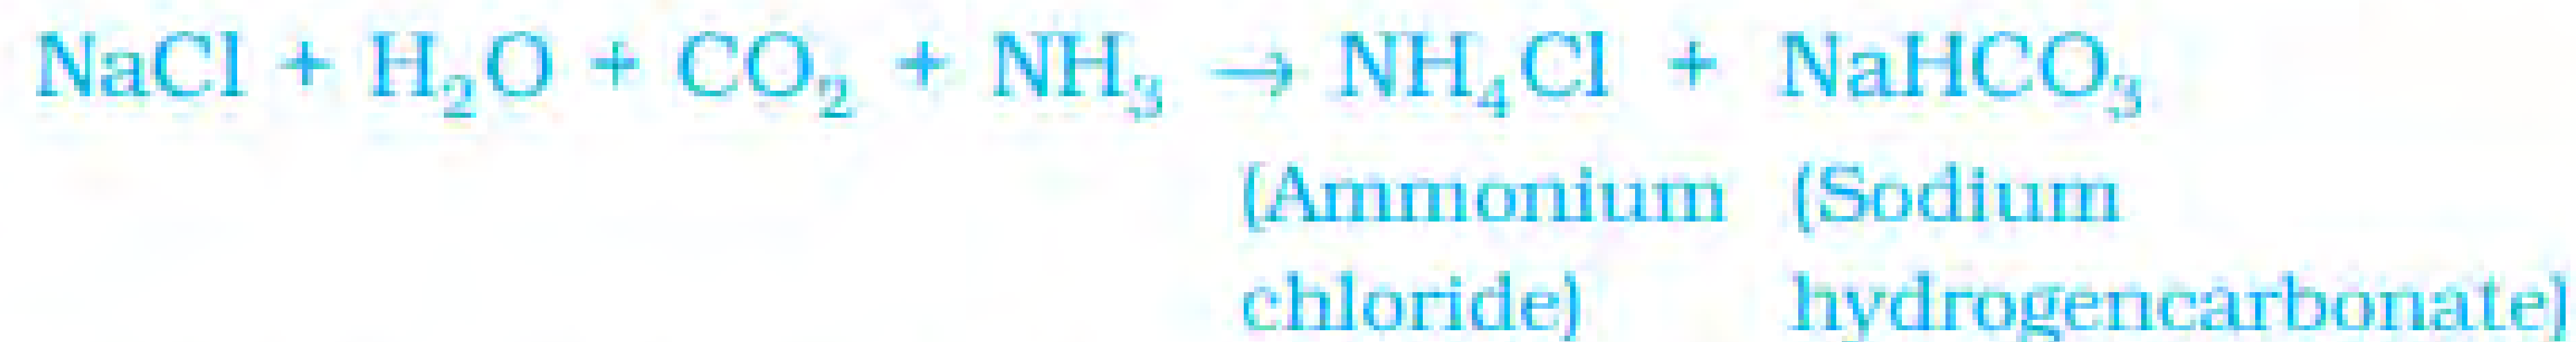 NaCl + H₂O + CO₂ + NH₃ → NH₄Cl + NaHCO₃
(Ammonium (Sodium
chloride) hydrogencarbonate)